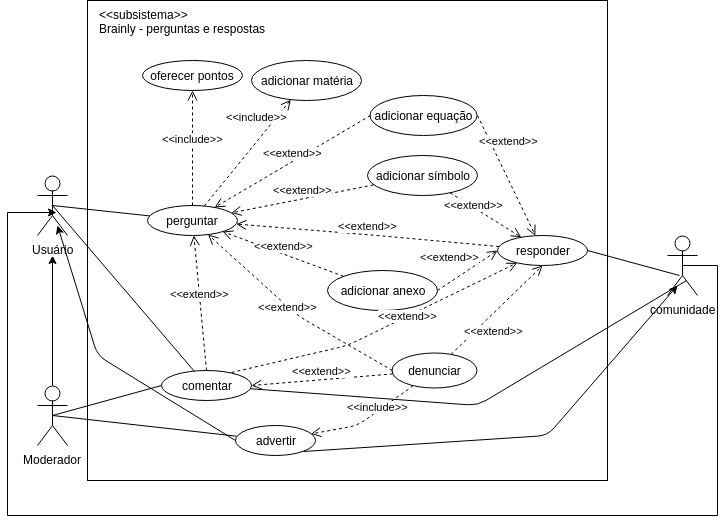 <<subsistema>>
Brainly - perguntas e respostas
oferecer pontos
adicionar matéria
<<include>>
<<include>>
adicionar equação
<<extend>>
<<extend>>
adicionar símbolo
<<extend>>
<<extend>>
perguntar
<<extend>>
responder
Usuário
<<extend>>
<<extend>>
adicionar anexo
<<extend>>
<<extend>>
<<extend>>
comunidade
<<extend>>
denunciar
<<extend>>
comentar
<<include>>
advertir
Moderador